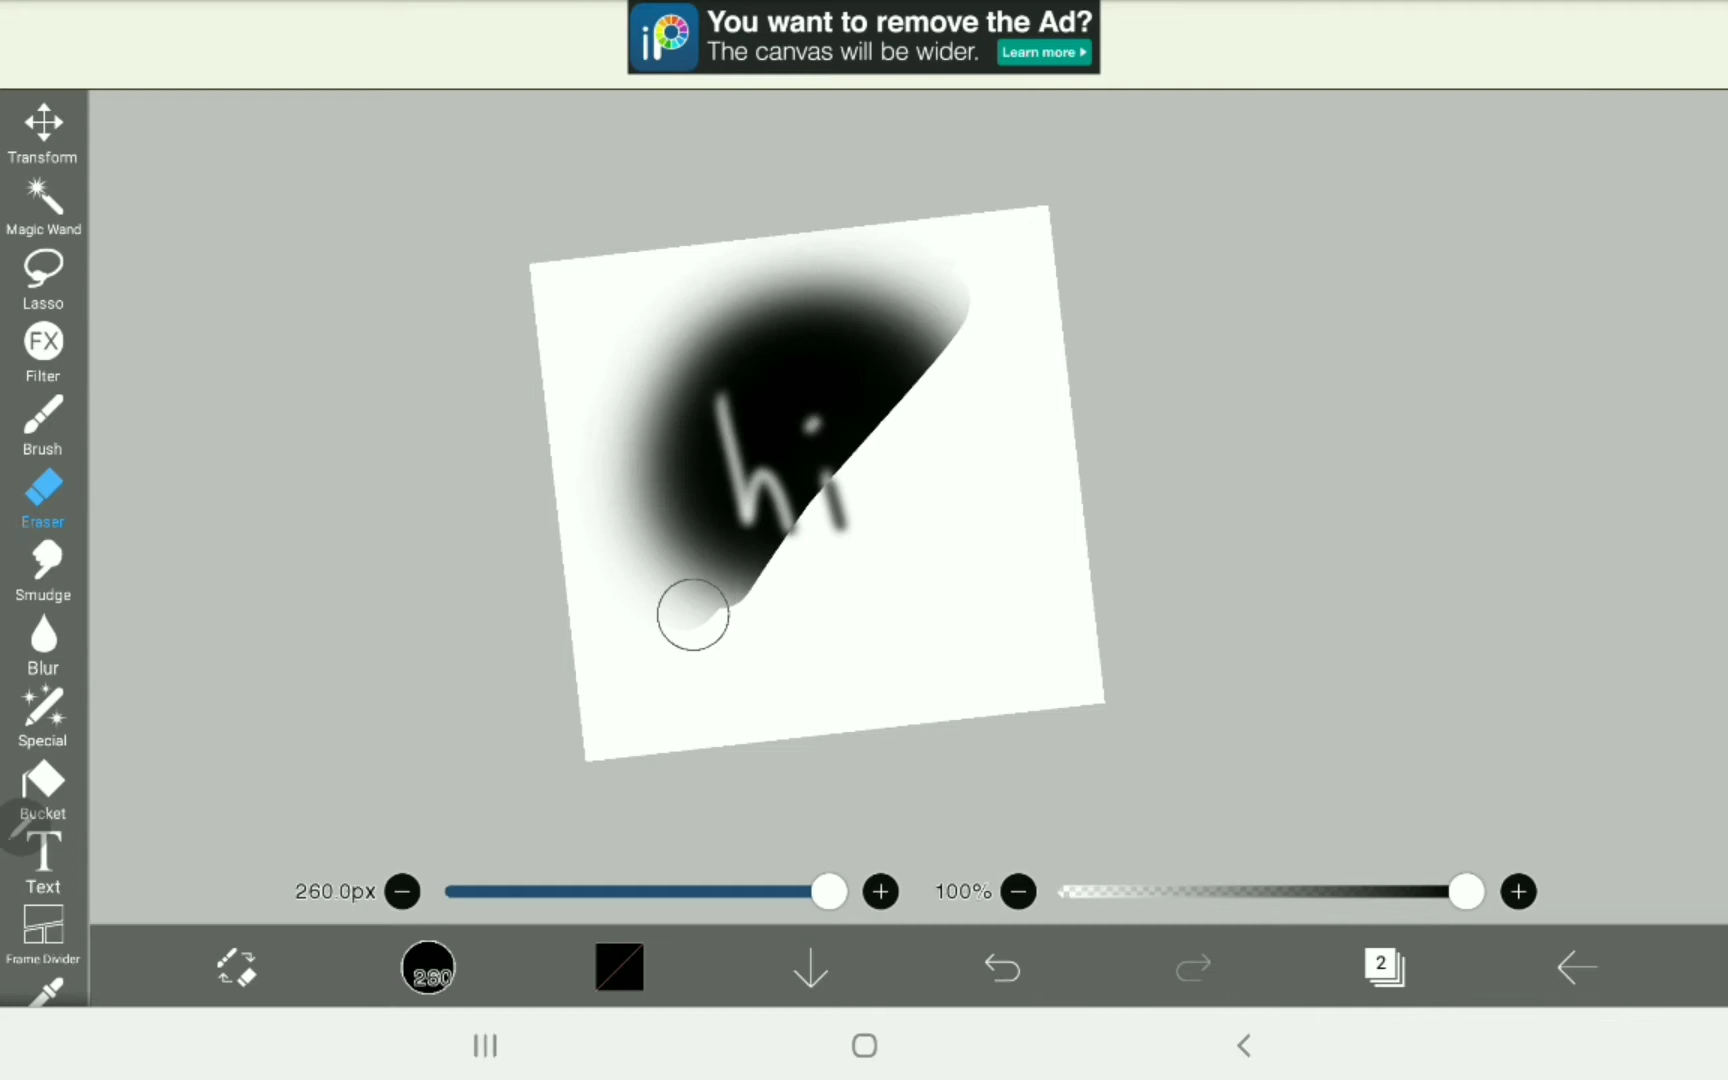 iP You want to remove the Ad?
The canvas will be wider. Learn more
Transform
Magic Wand
Lasso
FX
Filter
Brush
Eraser
Smudge
Blur
Special
Bucket
T
Text
Frame Divider
hi
260.0px 100%
260
2